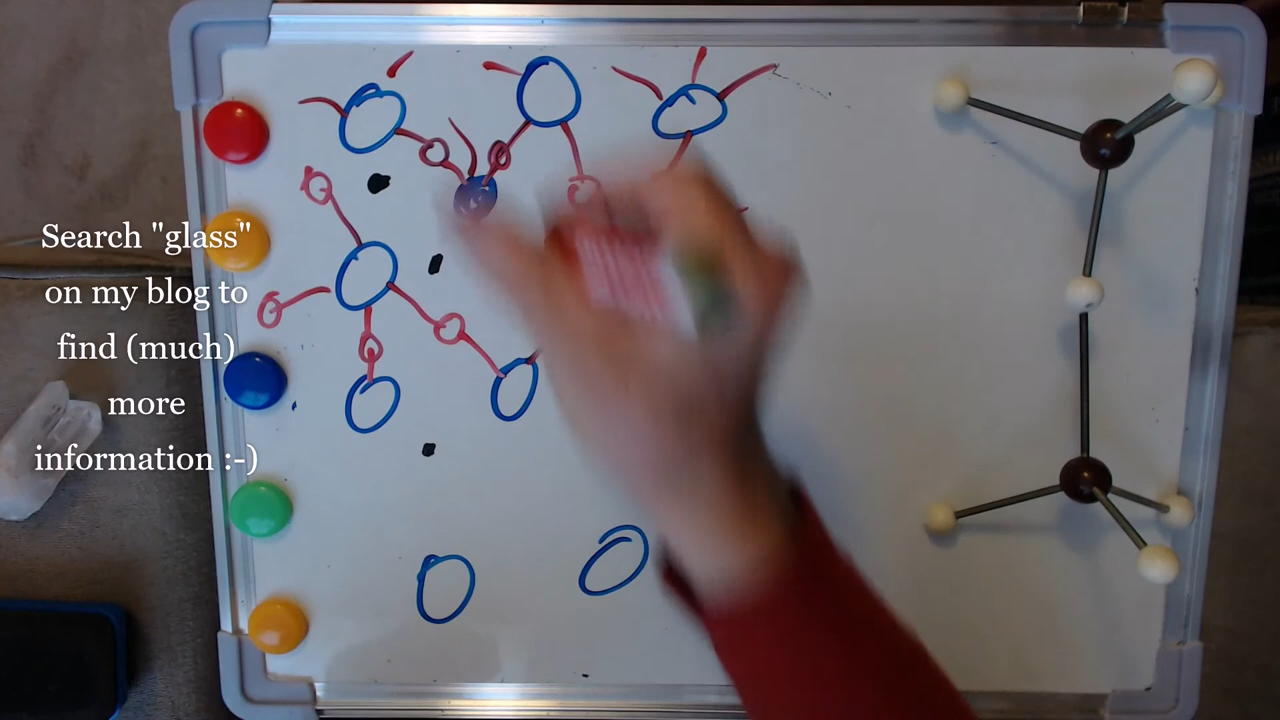 Search "glass"
on my blog to
find (much)
more
information :-)